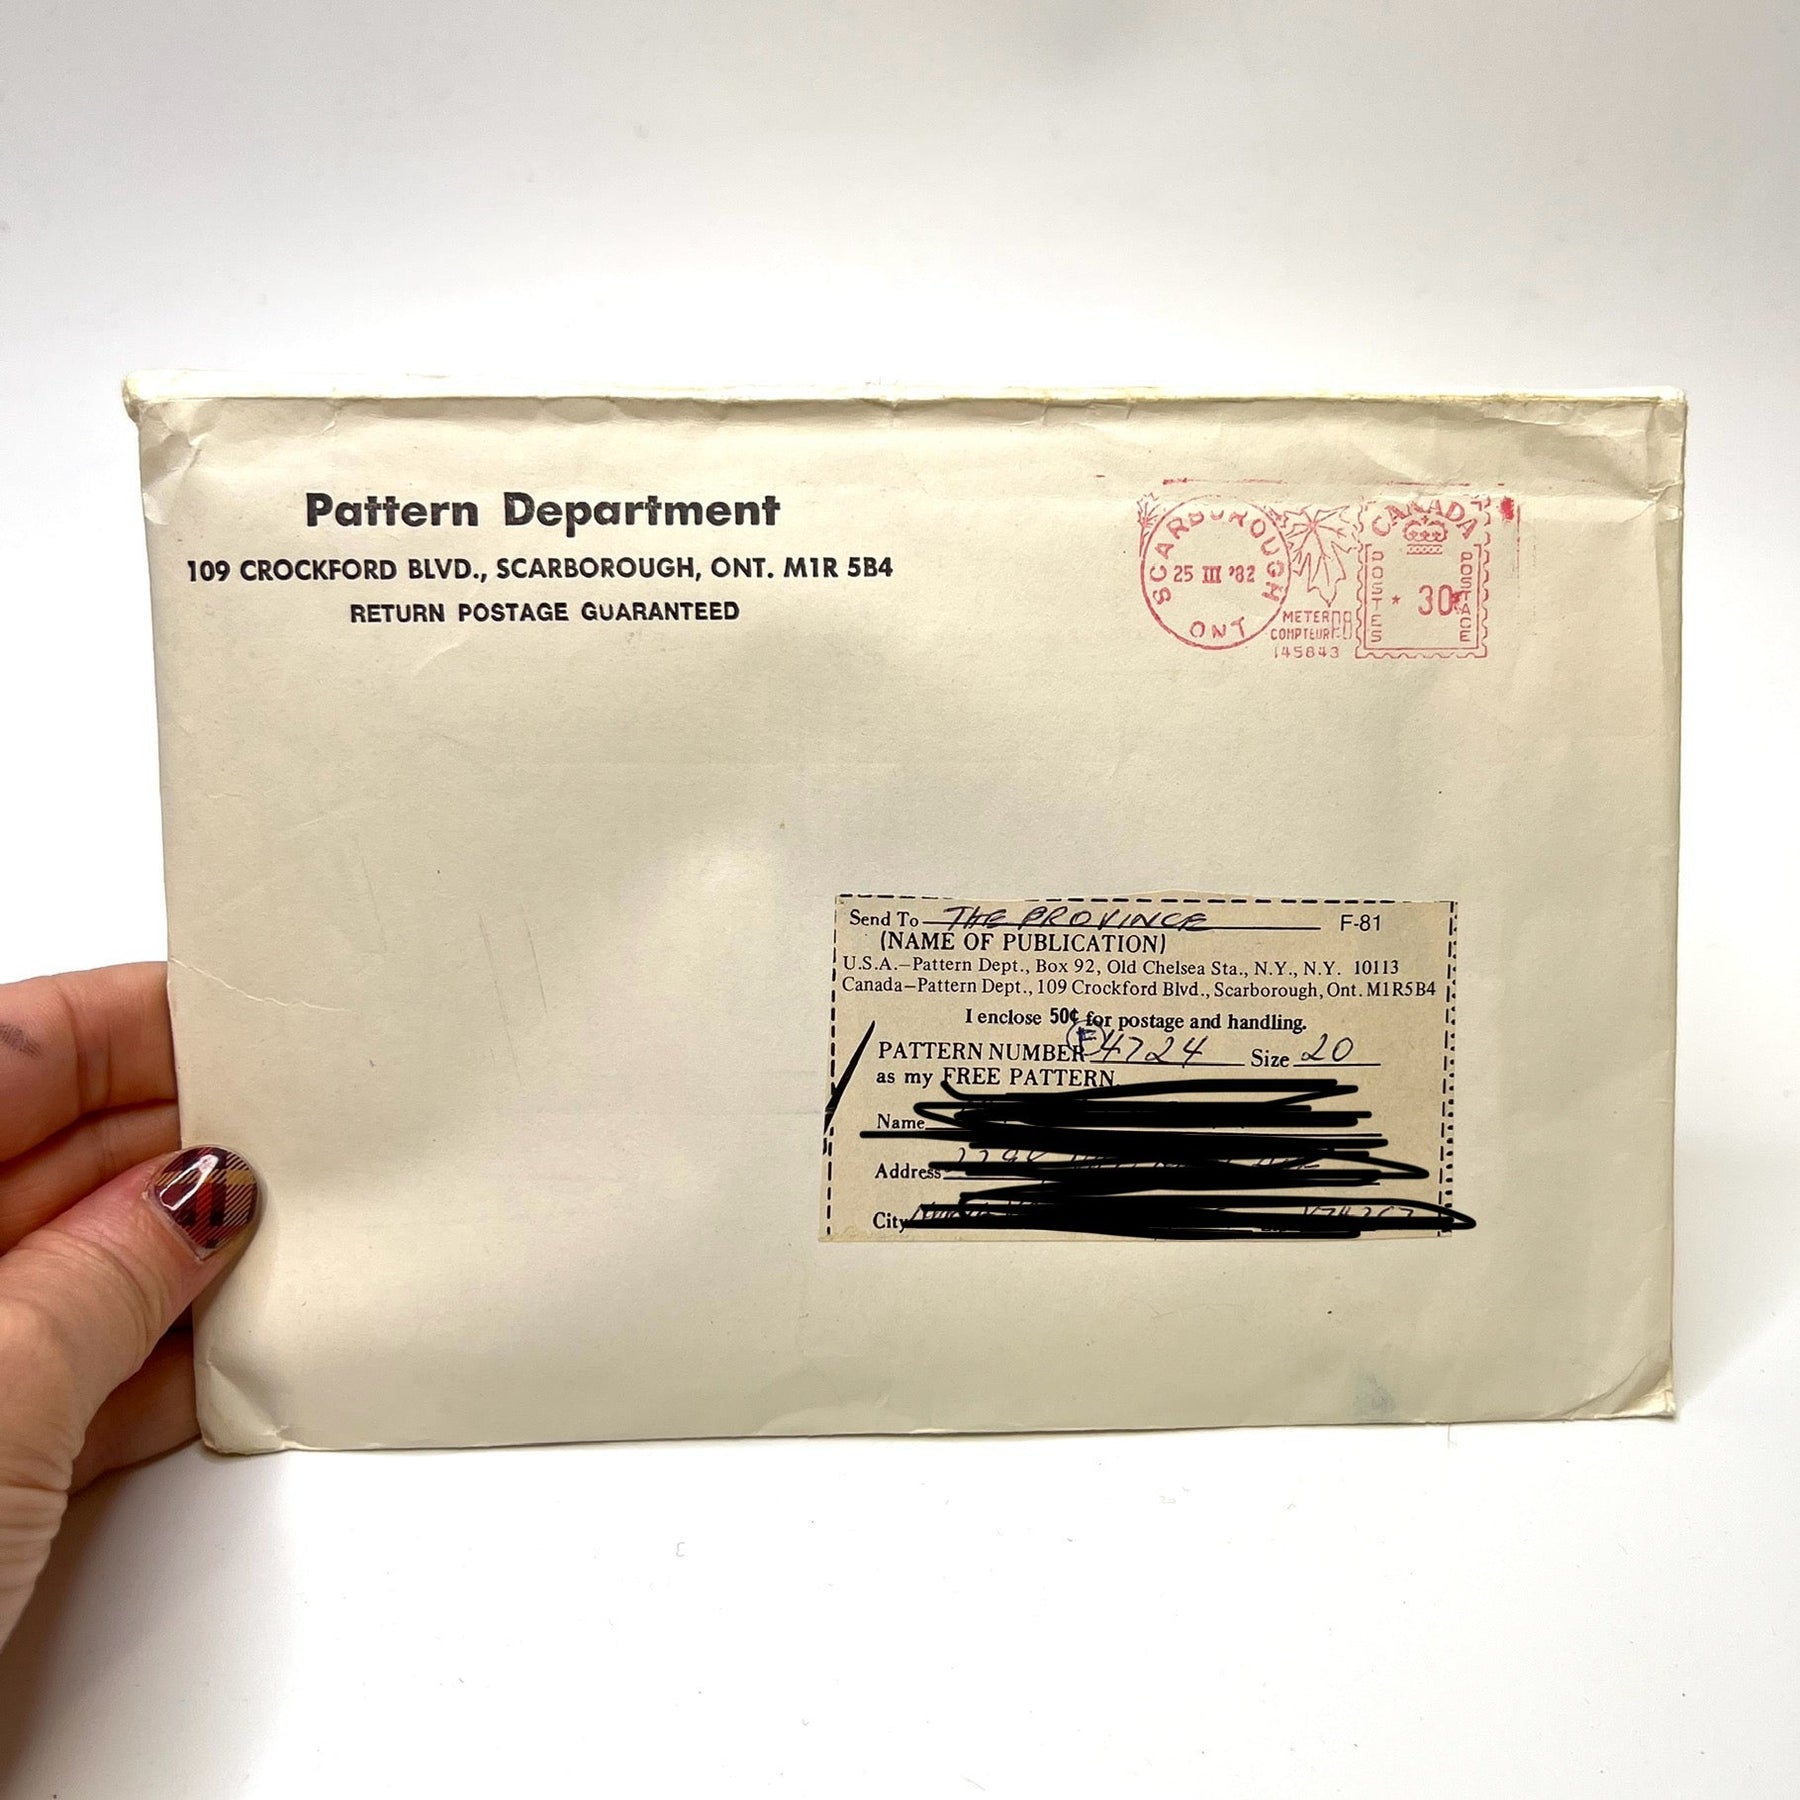 Pattern Department
109 CROCKFORD BLVD., SCARBOROUGH, ONT. M1R 5B4
RETURN POSTAGE GUARANTEED
SCARBOROUGH
25 III '82
ONT
METER
COMPTEUR PB
145843
CANADA
POSTES
* 30
POSTAGE
Send To THE PROVINCE F-81
(NAME OF PUBLICATION)
U.S.A.—Pattern Dept., Box 92, Old Chelsea Sta., N.Y., N.Y. 10113
Canada—Pattern Dept., 109 Crockford Blvd., Scarborough, Ont. M1R5B4
I enclose 50¢ for postage and handling.
PATTERN NUMBER F 4724 Size 20
as my FREE PATTERN.
Name
Address
City